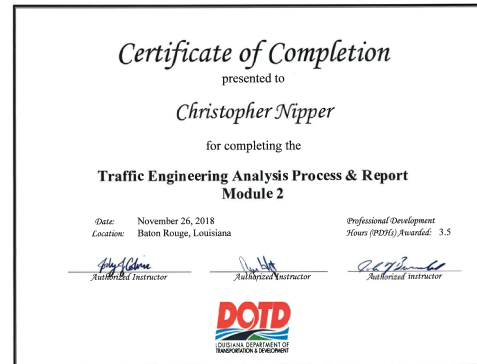 Certificate of Completion
presented to
Christopher Nipper
for completing the
Traffic Engineering Analysis Process & Report
Module 2
Date: November 26, 2018
Location: Baton Rouge, Louisiana
Professional Development
Hours (PDHs) Awarded: 3.5
Authorized Instructor
Authorized Instructor
Authorized instructor
DOTD
LOUISIANA DEPARTMENT OF
TRANSPORTATION & DEVELOPMENT